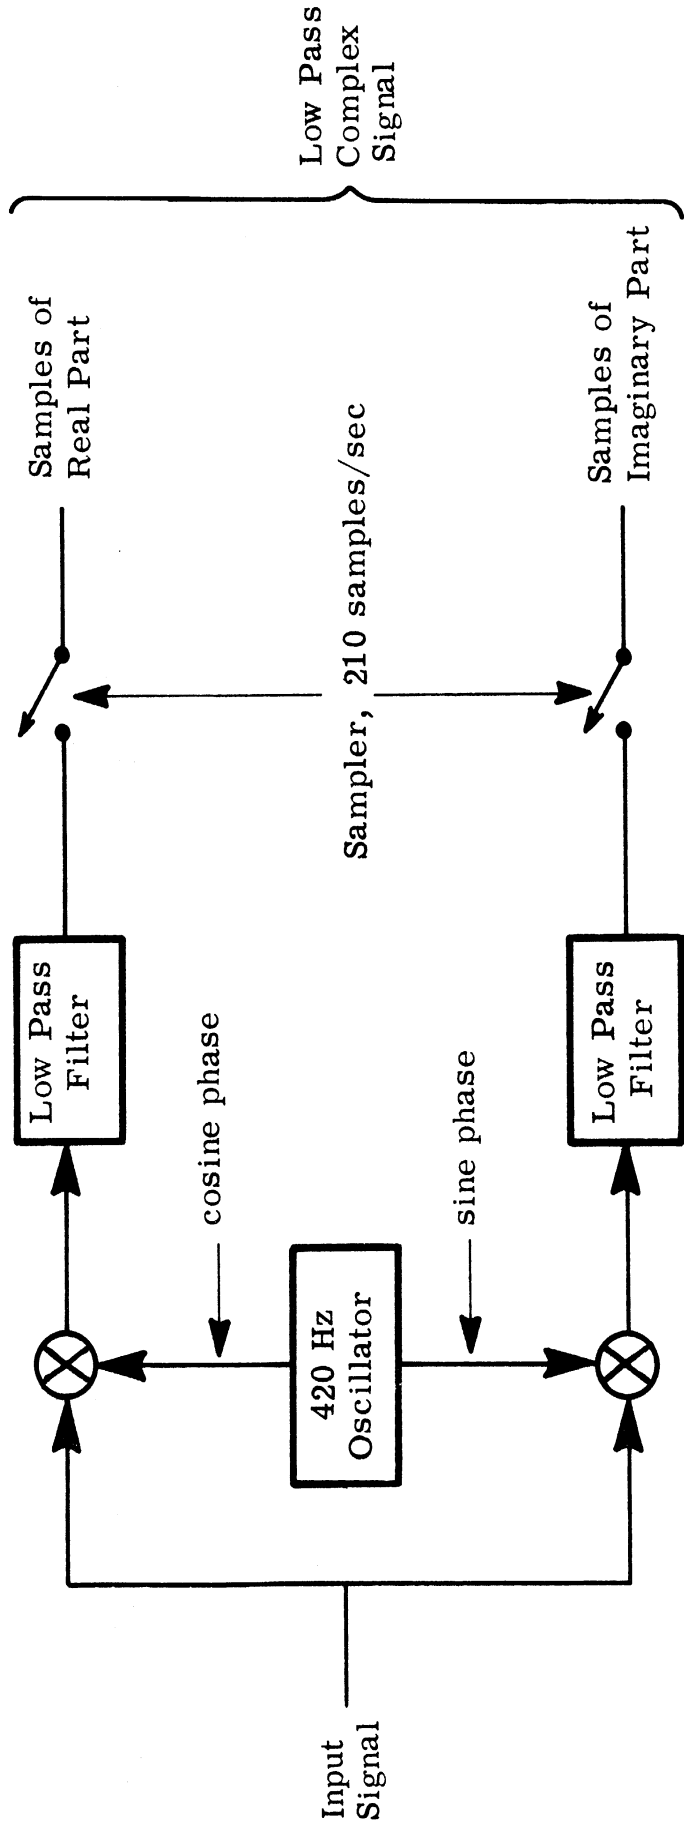 Input
Signal
420 Hz
Oscillator
cosine phase
sine phase
Low Pass
Filter
Low Pass
Filter
Sampler, 210 samples/sec
Samples of
Real Part
Samples of
Imaginary Part
Low Pass
Complex
Signal